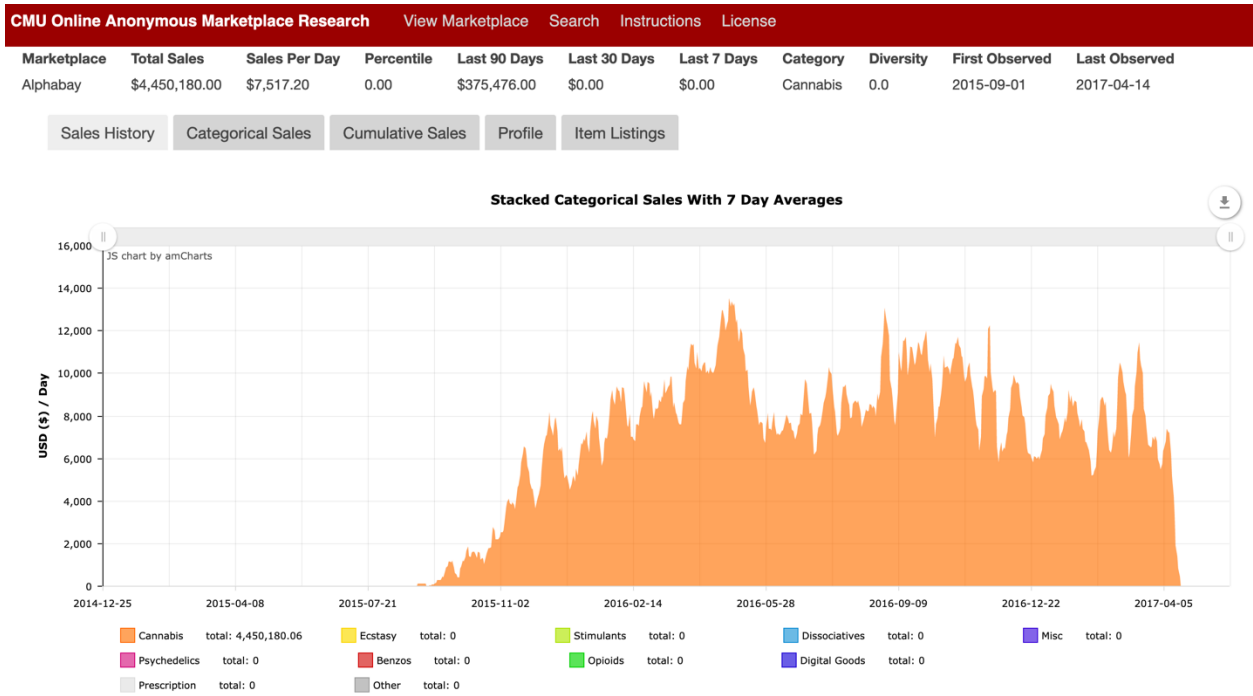 CMU Online Anonymous Marketplace Research View Marketplace Search Instructions License
Marketplace Total Sales Sales Per Day Percentile Last 90 Days Last 30 Days Last 7 Days Category Diversity First Observed Last Observed
Alphabay $4,450,180.00 $7,517.20 0.00 $375,476.00 $0.00 $0.00 Cannabis 0.0 2015-09-01 2017-04-14
Sales History Categorical Sales Cumulative Sales Profile Item Listings
Stacked Categorical Sales With 7 Day Averages
16,000
JS chart by amCharts
14,000
12,000
10,000
USD ($) / Day
8,000
6,000
4,000
2,000
0
2014-12-25 2015-04-08 2015-07-21 2015-11-02 2016-02-14 2016-05-28 2016-09-09 2016-12-22 2017-04-05
Cannabis total: 4,450,180.06 Ecstasy total: 0 Stimulants total: 0 Dissociatives total: 0 Misc total: 0
Psychedelics total: 0 Benzos total: 0 Opioids total: 0 Digital Goods total: 0
Prescription total: 0 Other total: 0